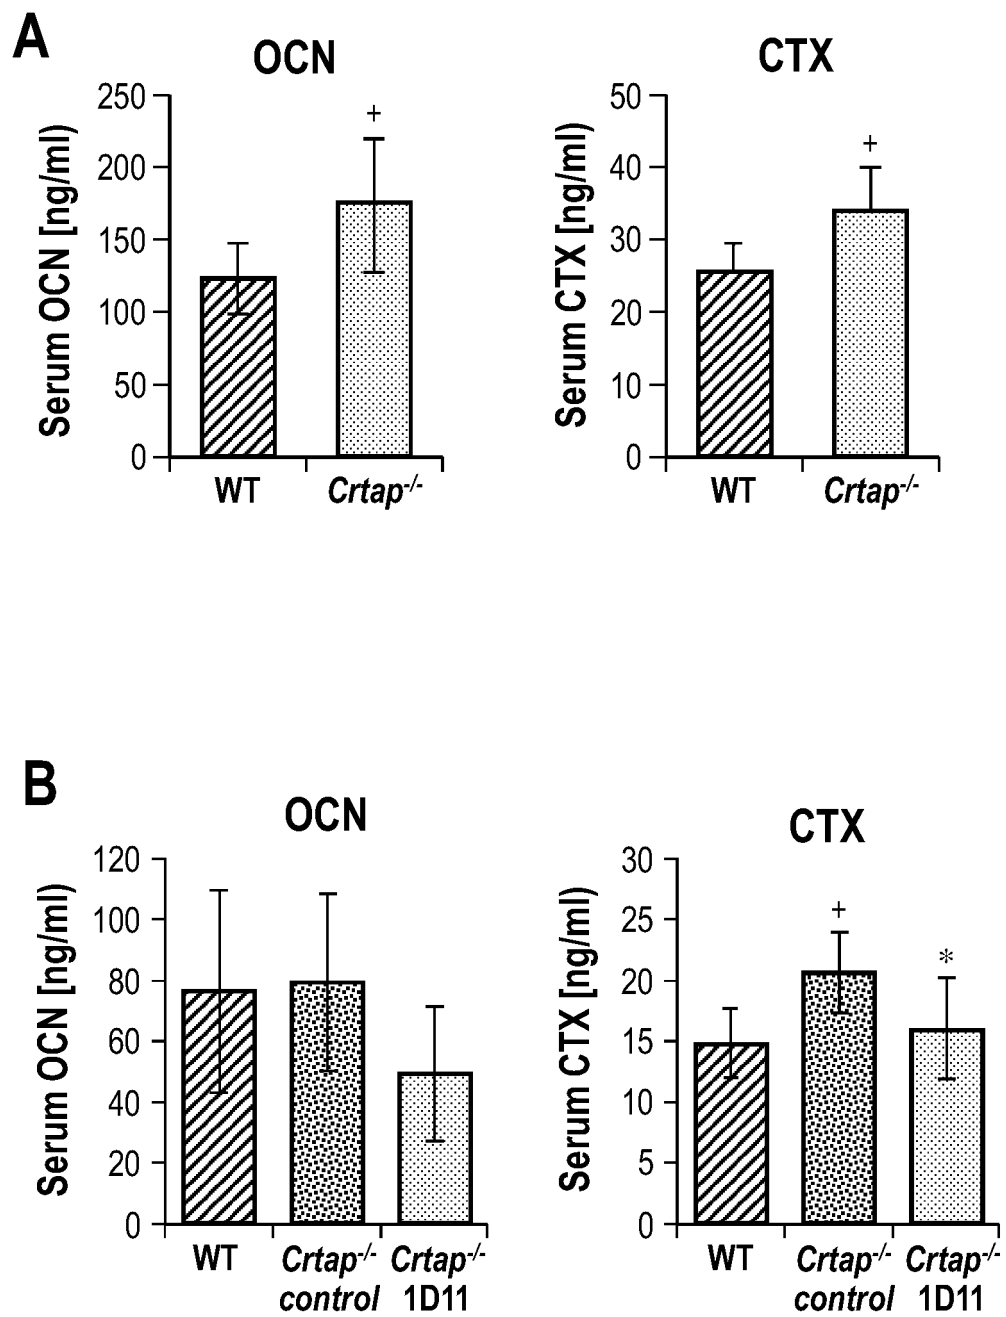 A
OCN
CTX
Serum OCN [ng/ml]
250
200
150
100
50
0
+
WT
Crtap-/-
Serum CTX [ng/ml]
50
40
30
20
10
0
+
WT
Crtap-/-
B
OCN
CTX
Serum OCN [ng/ml]
120
100
80
60
40
20
0
WT
Crtap-/-
control
Crtap-/-
1D11
Serum CTX [ng/ml]
30
25
20
15
10
5
0
+
*
WT
Crtap-/-
control
Crtap-/-
1D11